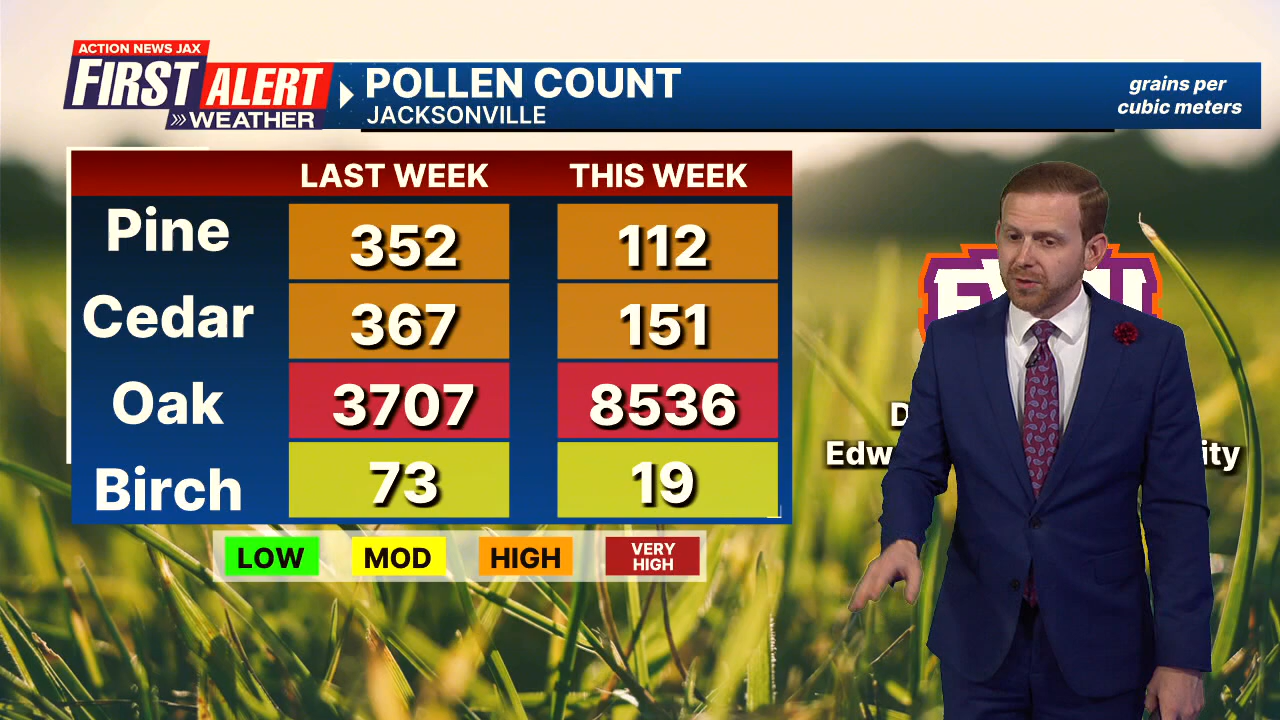 ACTION NEWS JAX
FIRST ALERT
WEATHER
POLLEN COUNT
JACKSONVILLE
grains per
cubic meters
LAST WEEK THIS WEEK
Pine 352 112
Cedar 367 151
Oak 3707 8536
Birch 73 19
LOW MOD HIGH VERY
HIGH